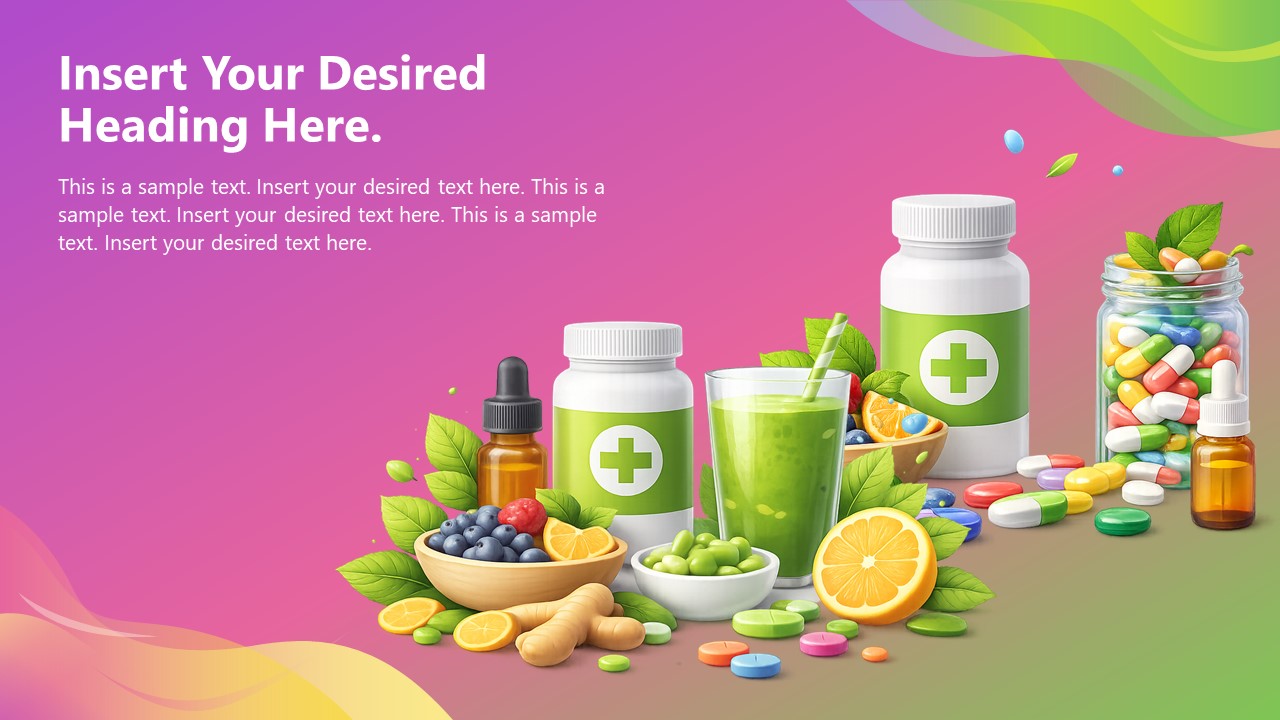 Insert Your Desired
Heading Here.
This is a sample text. Insert your desired text here. This is a
sample text. Insert your desired text here. This is a sample
text. Insert your desired text here.